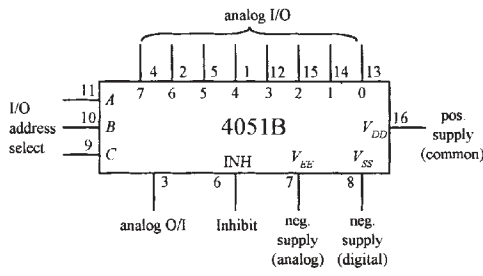 analog I/O
4 2 5 1 12 15 14 13
7 6 5 4 3 2 1 0
11 A
I/O
address
select
10 B
9 C
4051B
INH V_EE V_SS
V_DD 16
pos.
supply
(common)
3 6 7 8
analog O/I
Inhibit
neg.
supply
(analog)
neg.
supply
(digital)